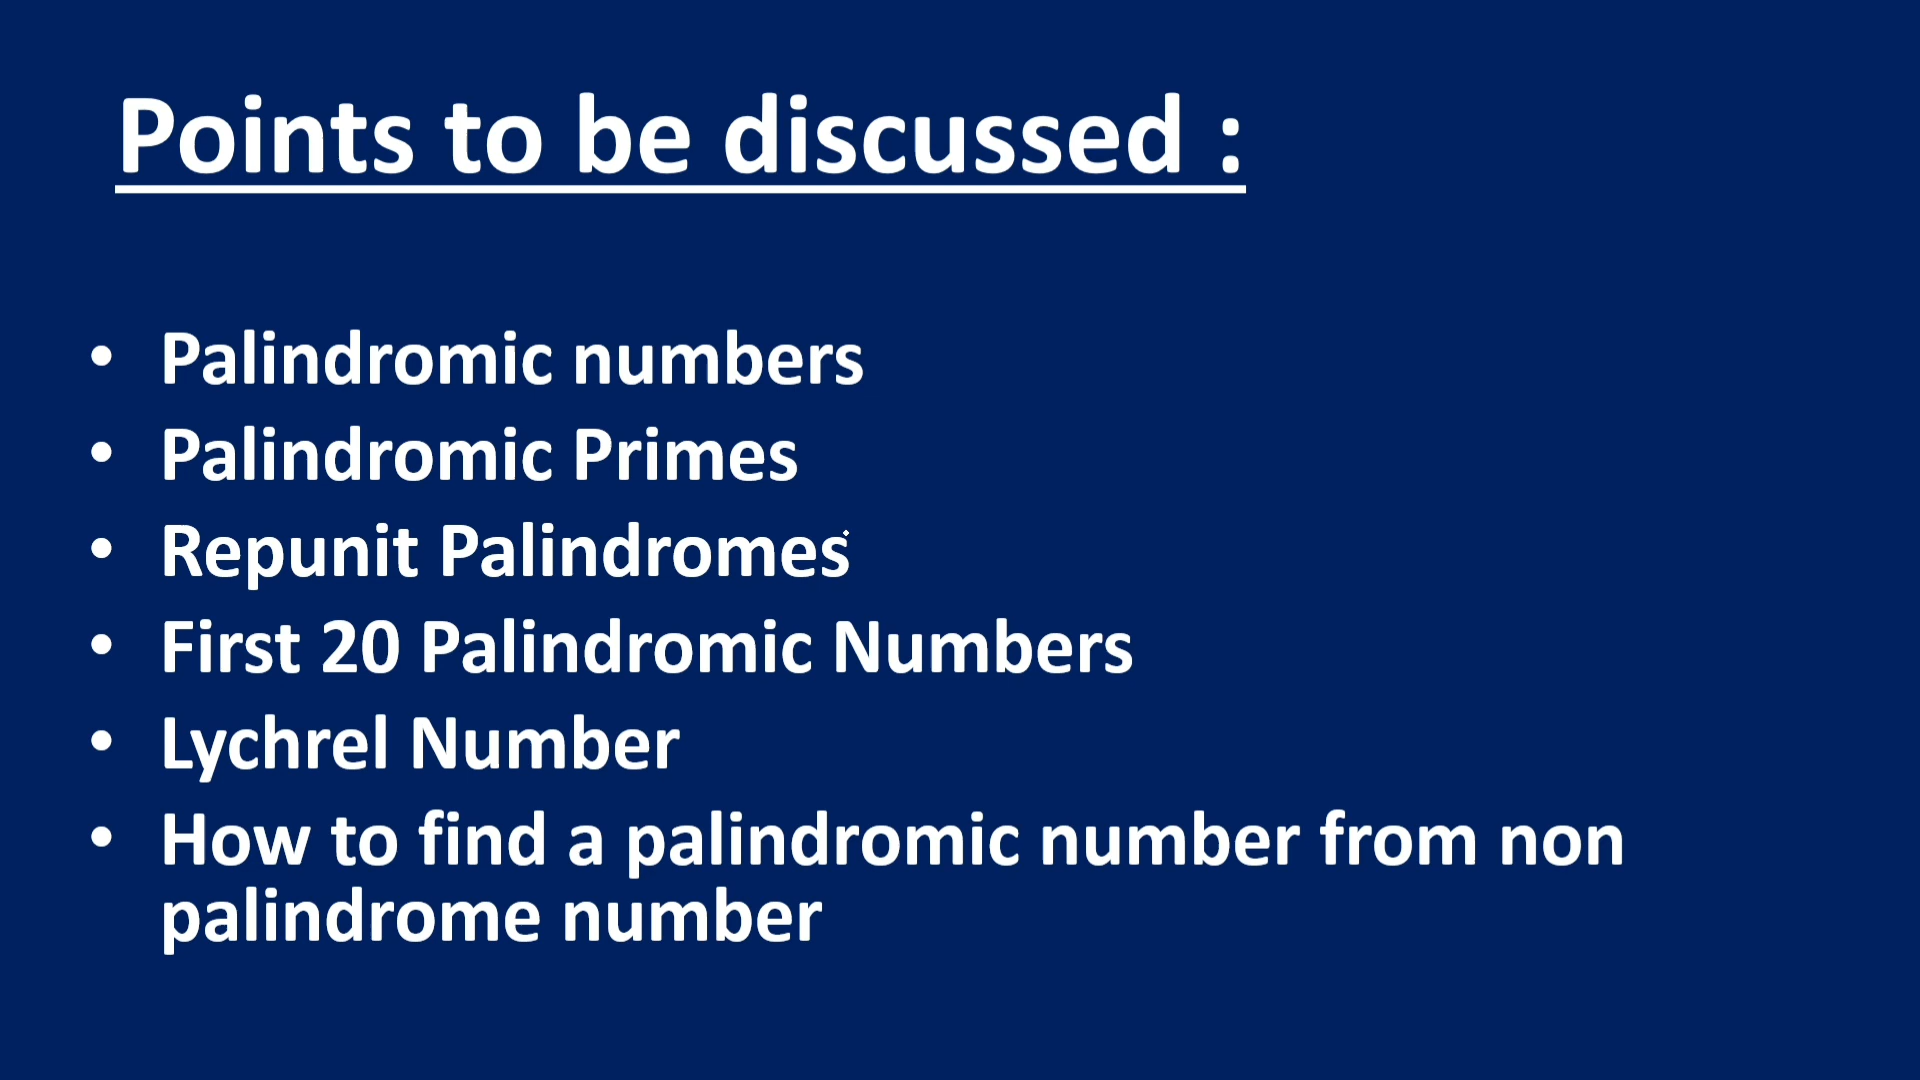 Points to be discussed :
• Palindromic numbers
• Palindromic Primes
• Repunit Palindromes
• First 20 Palindromic Numbers
• Lychrel Number
• How to find a palindromic number from non
palindrome number